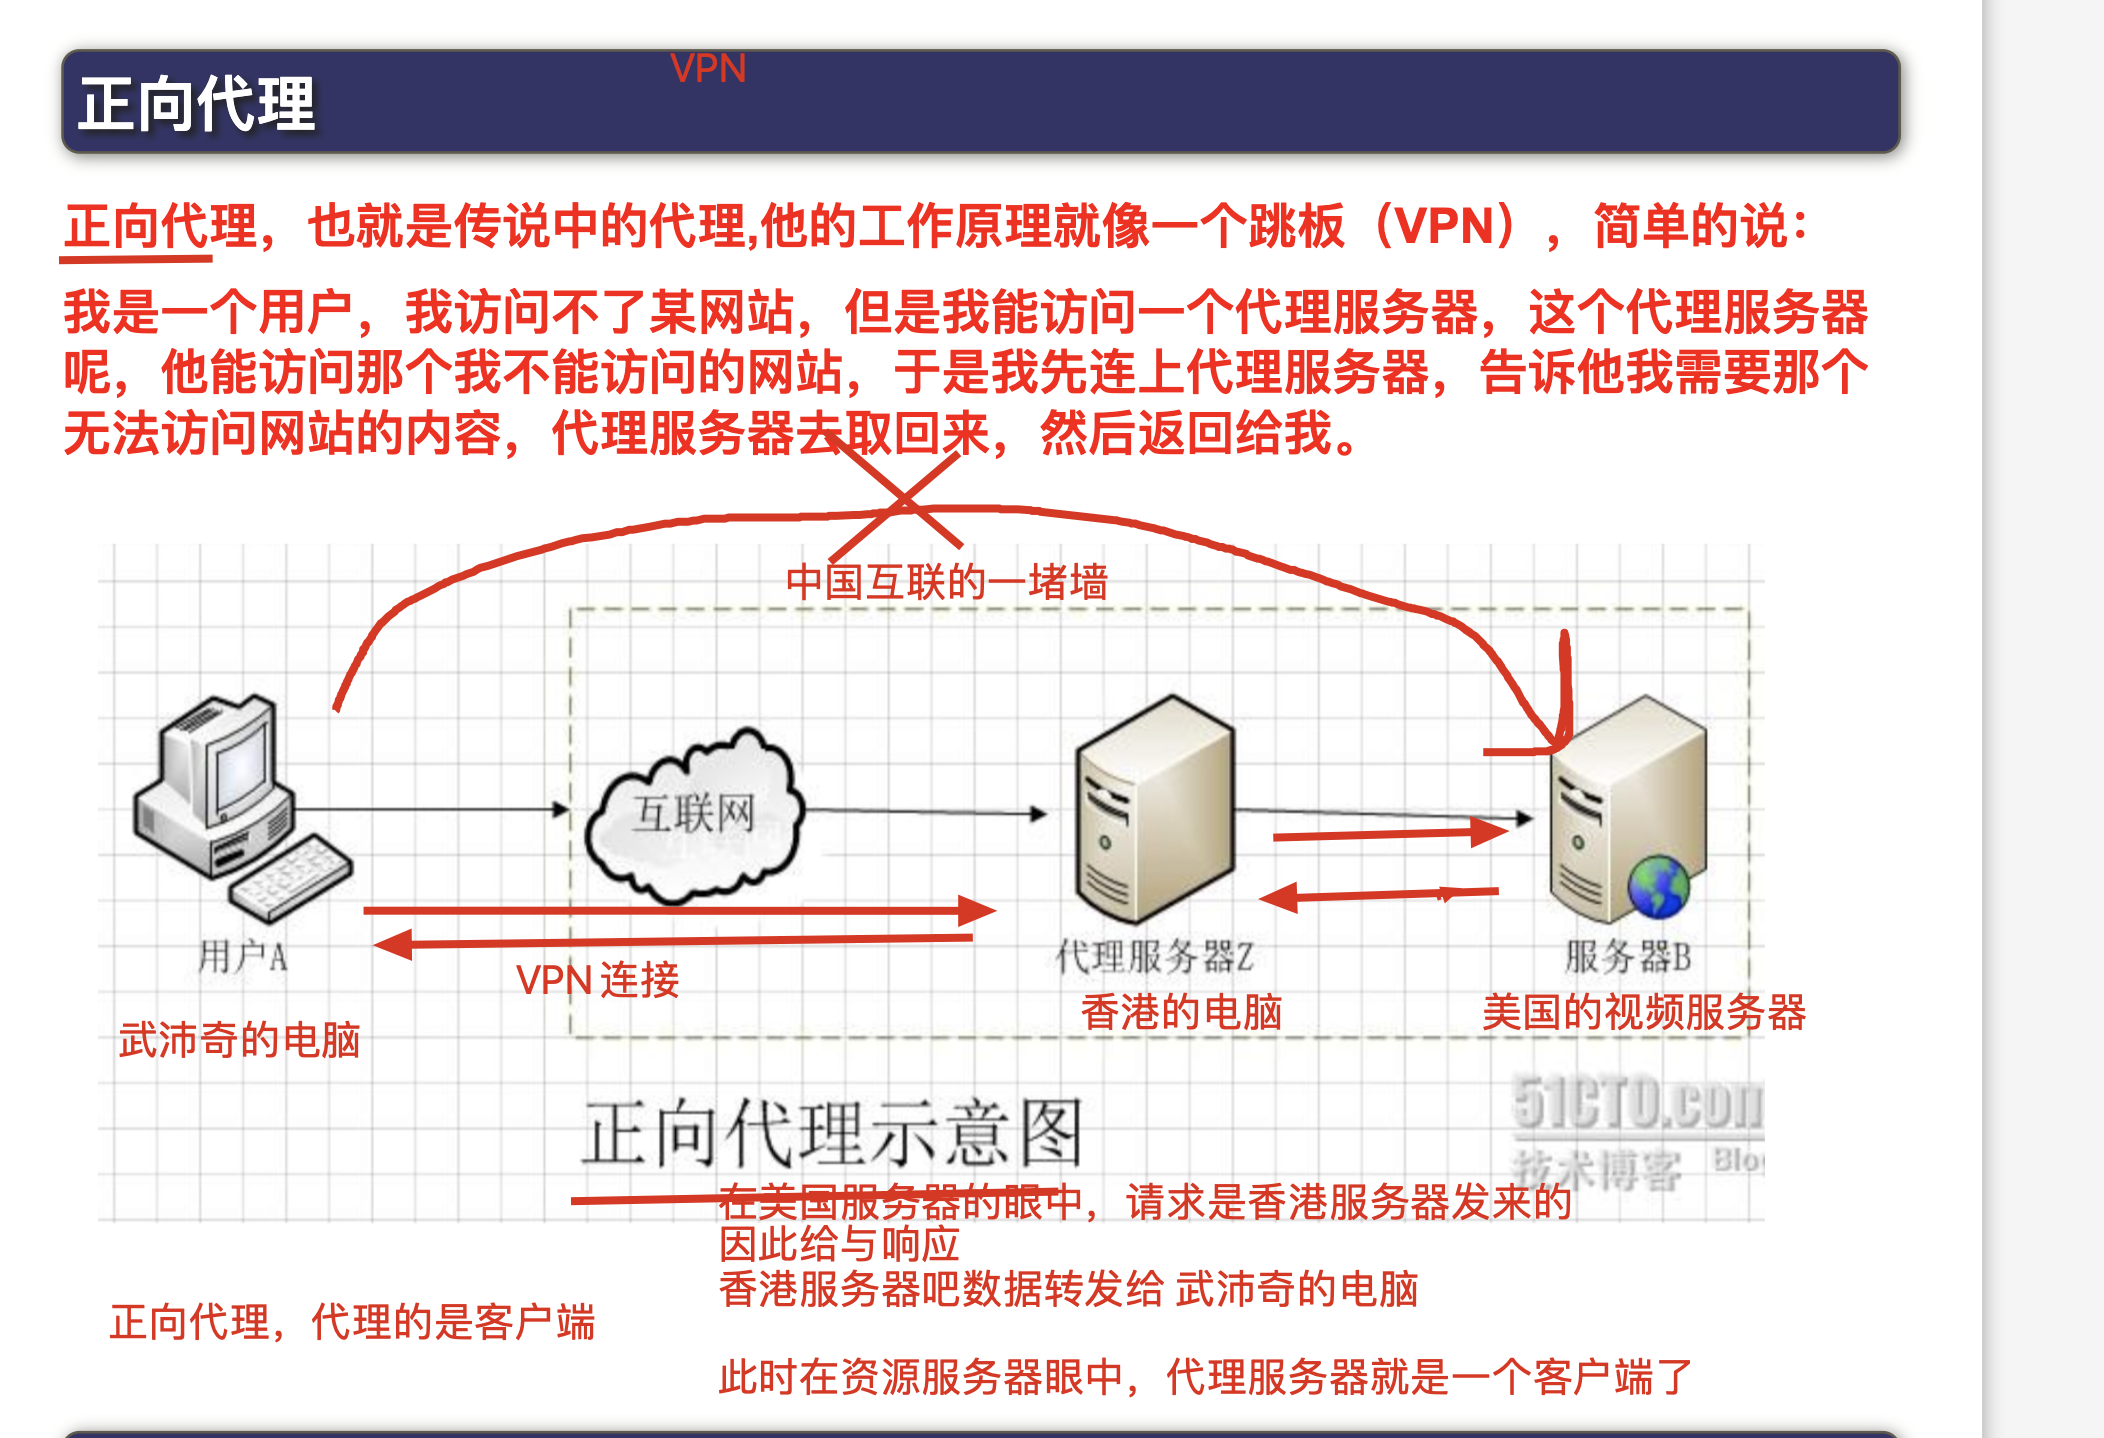 VPN
正向代理
正向代理，也就是传说中的代理,他的工作原理就像一个跳板（VPN），简单的说：
我是一个用户，我访问不了某网站，但是我能访问一个代理服务器，这个代理服务器
呢，他能访问那个我不能访问的网站，于是我先连上代理服务器，告诉他我需要那个
无法访问网站的内容，代理服务器去取回来，然后返回给我。
中国互联的一堵墙
互联网
用户A
代理服务器Z
服务器B
VPN 连接
香港的电脑
美国的视频服务器
武沛奇的电脑
正向代理示意图
51CTO.com
技术博客 Blo
在美国服务器的眼中，请求是香港服务器发来的
因此给与响应
香港服务器吧数据转发给 武沛奇的电脑
正向代理，代理的是客户端
此时在资源服务器眼中，代理服务器就是一个客户端了